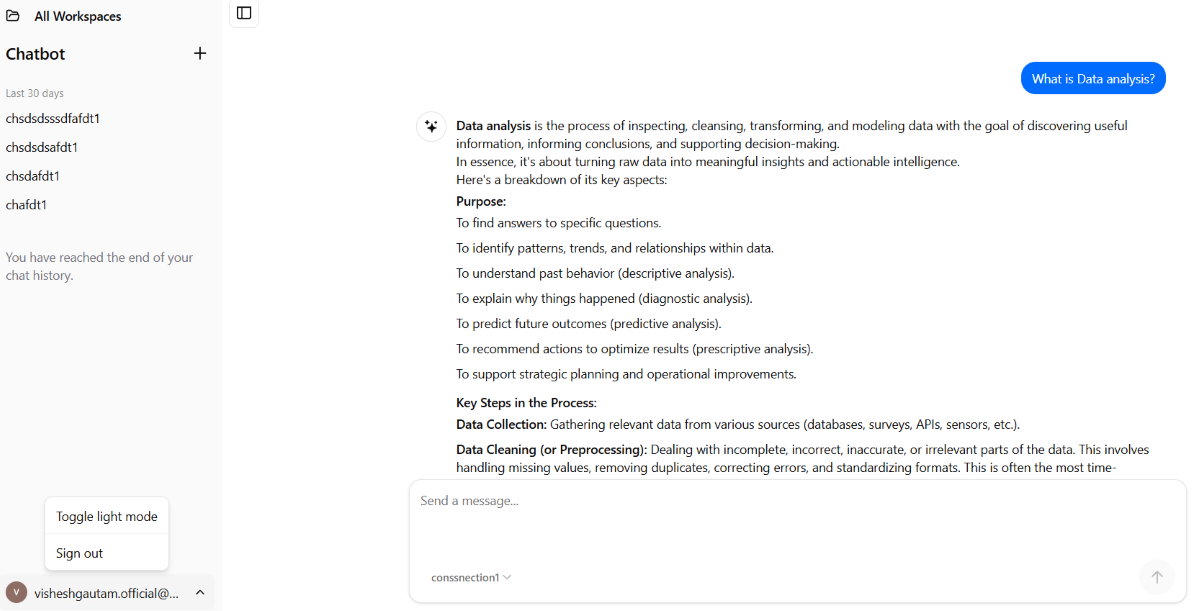 All Workspaces
Chatbot
Last 30 days
chsdsdsssdfafdt1
chsdsdsafdt1
chsdafdt1
chafdt1
You have reached the end of your
chat history.
Toggle light mode
Sign out
V
visheshgautam.official@...
What is Data analysis?
Data analysis is the process of inspecting, cleansing, transforming, and modeling data with the goal of discovering useful
information, informing conclusions, and supporting decision-making.
In essence, it's about turning raw data into meaningful insights and actionable intelligence.
Here's a breakdown of its key aspects:
Purpose:
To find answers to specific questions.
To identify patterns, trends, and relationships within data.
To understand past behavior (descriptive analysis).
To explain why things happened (diagnostic analysis).
To predict future outcomes (predictive analysis).
To recommend actions to optimize results (prescriptive analysis).
To support strategic planning and operational improvements.
Key Steps in the Process:
Data Collection: Gathering relevant data from various sources (databases, surveys, APIs, sensors, etc.).
Data Cleaning (or Preprocessing): Dealing with incomplete, incorrect, inaccurate, or irrelevant parts of the data. This involves
handling missing values, removing duplicates, correcting errors, and standardizing formats. This is often the most time-
Send a message...
conssnection1